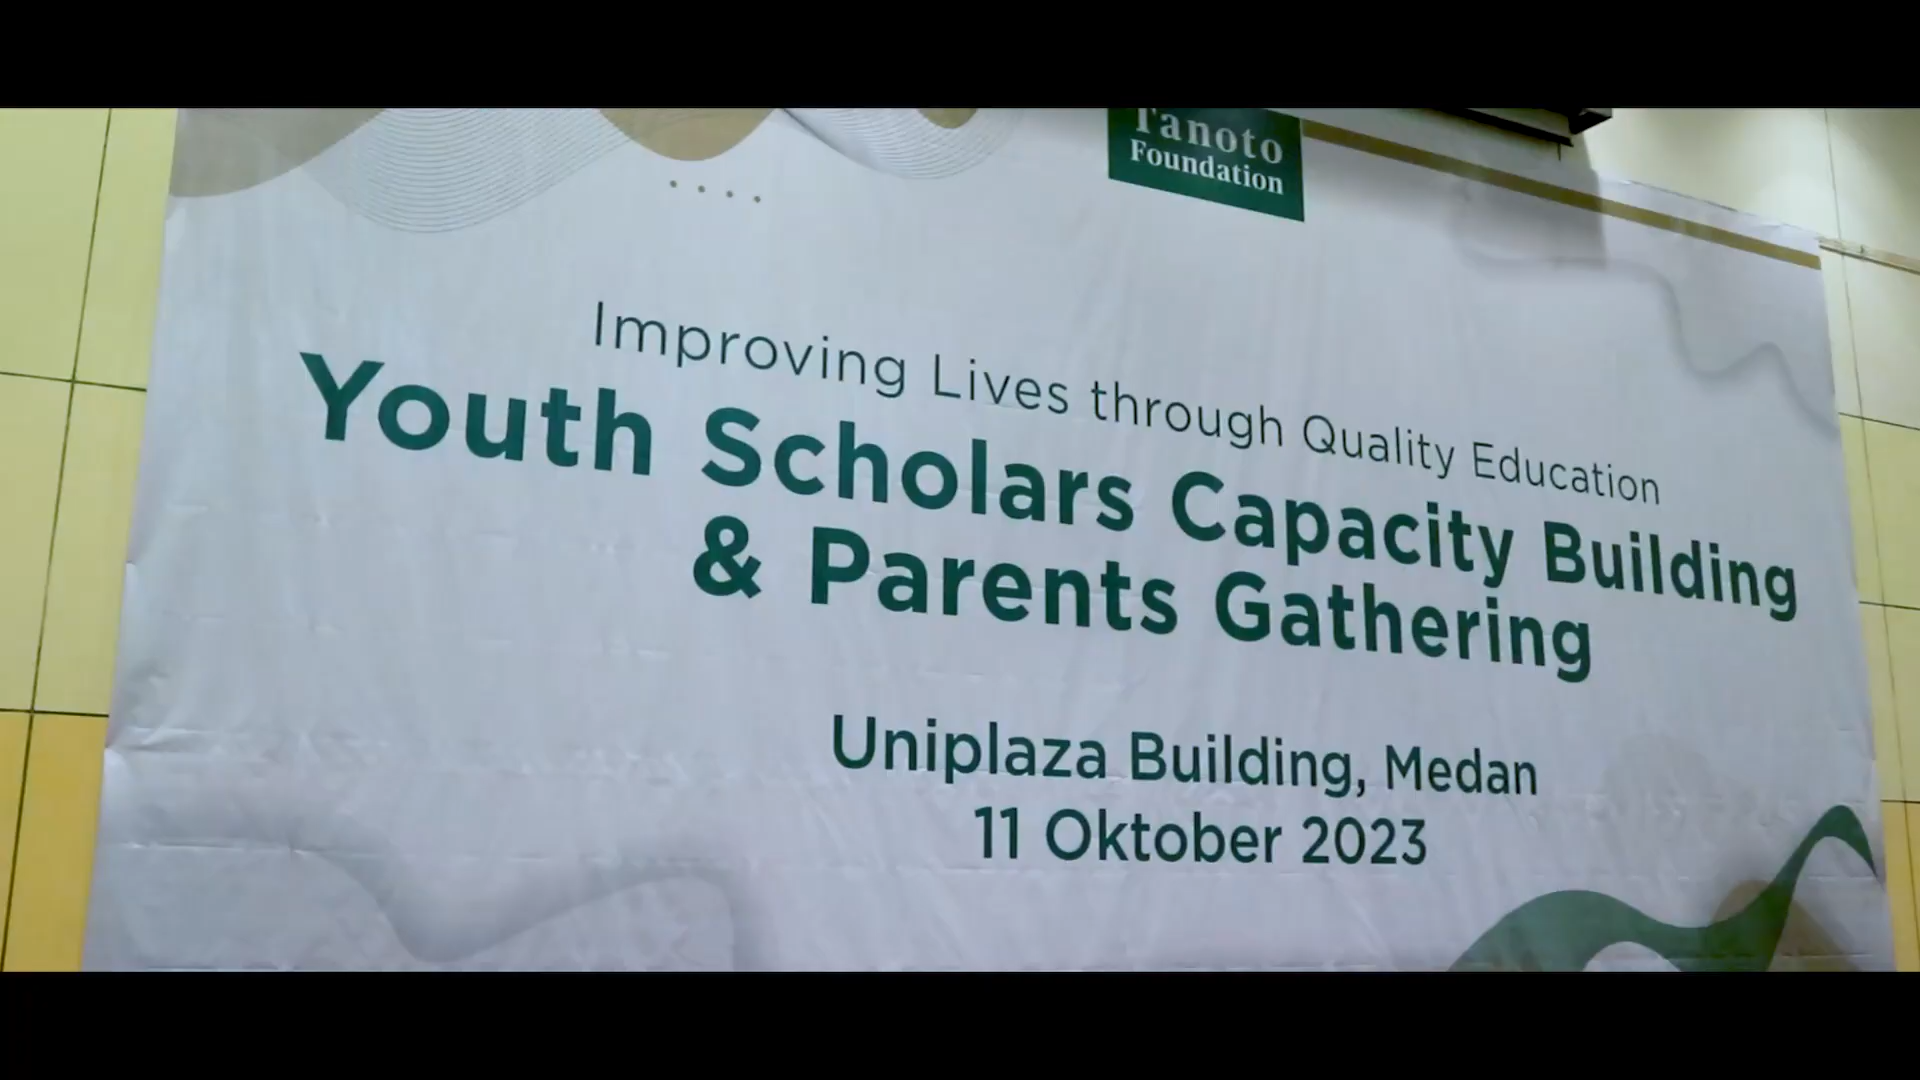 Tanoto
Foundation
Improving Lives through Quality Education
Youth Scholars Capacity Building
& Parents Gathering
Uniplaza Building, Medan
11 Oktober 2023